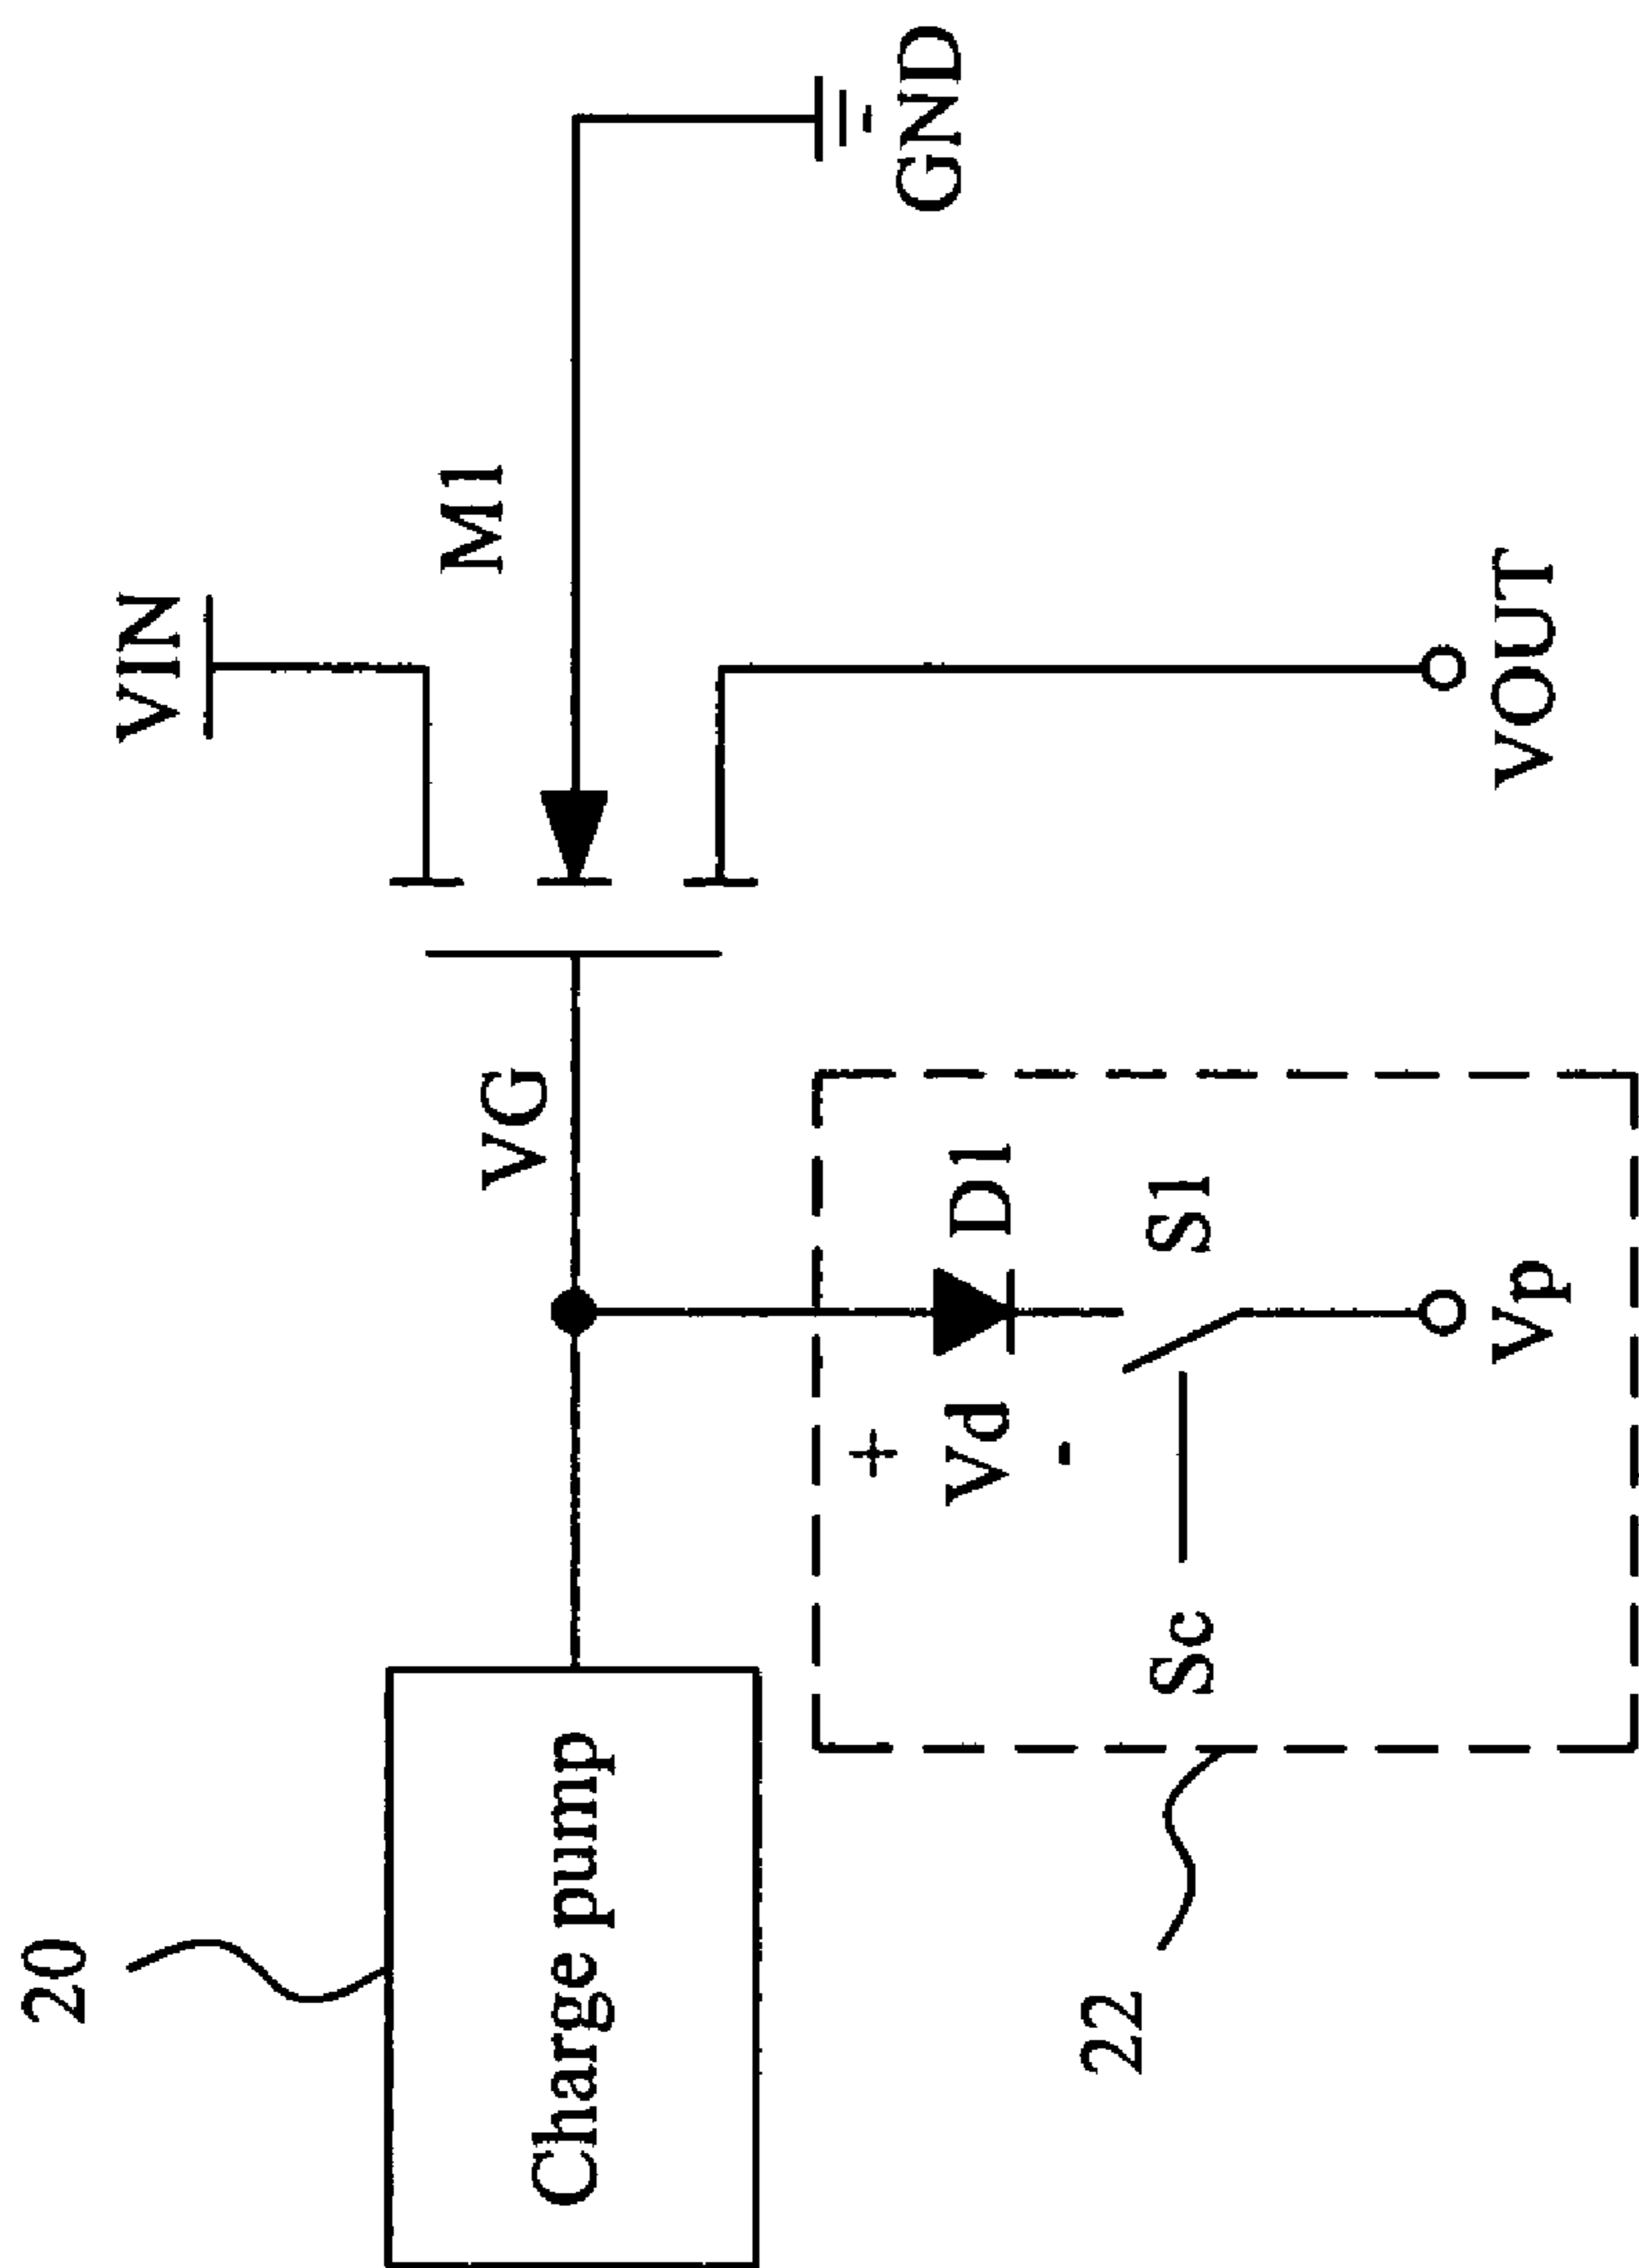 20
Charge pump
22
VG
+
Vd
-
D1
Sc
S1
Vp
VIN
M1
VOUT
GND